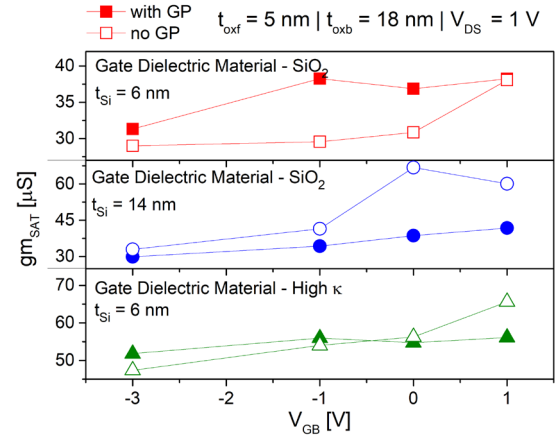 with GP
no GP
t_oxf = 5 nm | t_oxb = 18 nm | V_DS = 1 V
gm_SAT [μS]
40
35
30
25
Gate Dielectric Material - SiO₂
t_Si = 6 nm
60
45
30
Gate Dielectric Material - SiO₂
t_Si = 14 nm
70
60
50
Gate Dielectric Material - High κ
t_Si = 6 nm
-3 -2 -1 0 1
V_GB [V]